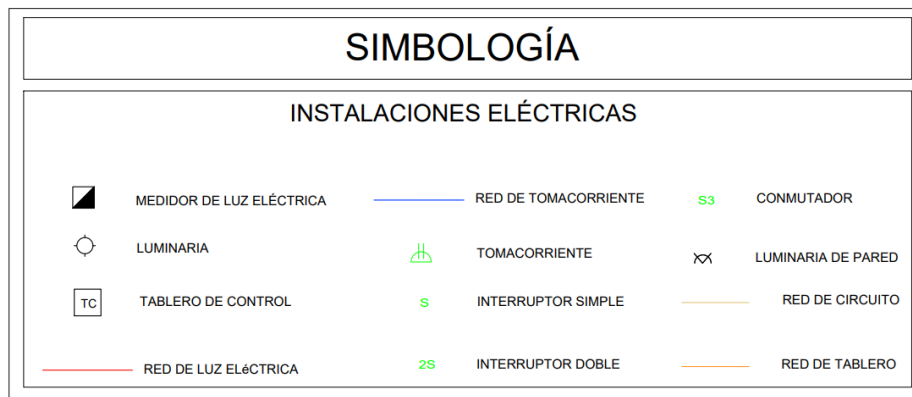 SIMBOLOGÍA
INSTALACIONES ELÉCTRICAS
MEDIDOR DE LUZ ELÉCTRICA
RED DE TOMACORRIENTE
S3 CONMUTADOR
LUMINARIA
TOMACORRIENTE
LUMINARIA DE PARED
TC TABLERO DE CONTROL
S INTERRUPTOR SIMPLE
RED DE CIRCUITO
RED DE LUZ ELéCTRICA
2S INTERRUPTOR DOBLE
RED DE TABLERO